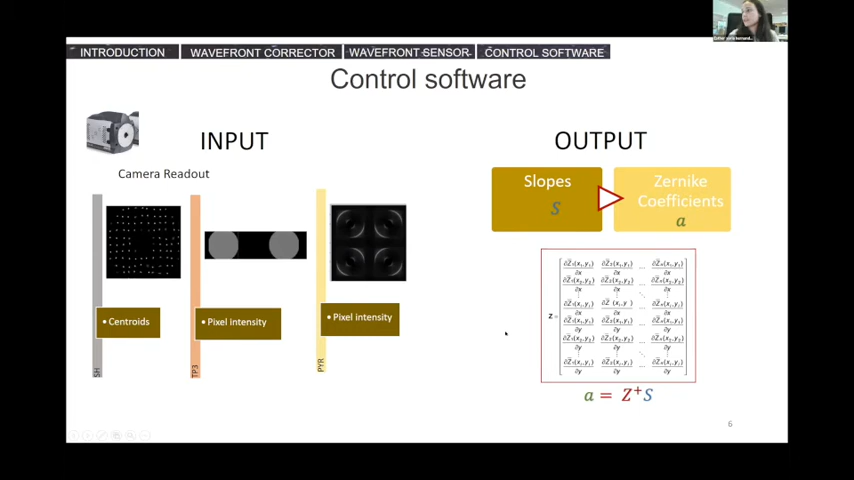 INTRODUCTION
WAVEFRONT CORRECTOR
WAVEFRONT SENSOR
CONTROL SOFTWARE
Control software
INPUT
OUTPUT
Camera Readout
Slopes
S
Zernike
Coefficients
a
• Centroids
• Pixel intensity
• Pixel intensity
SH
TP3
PYR
Z =
a = Z⁺S
6